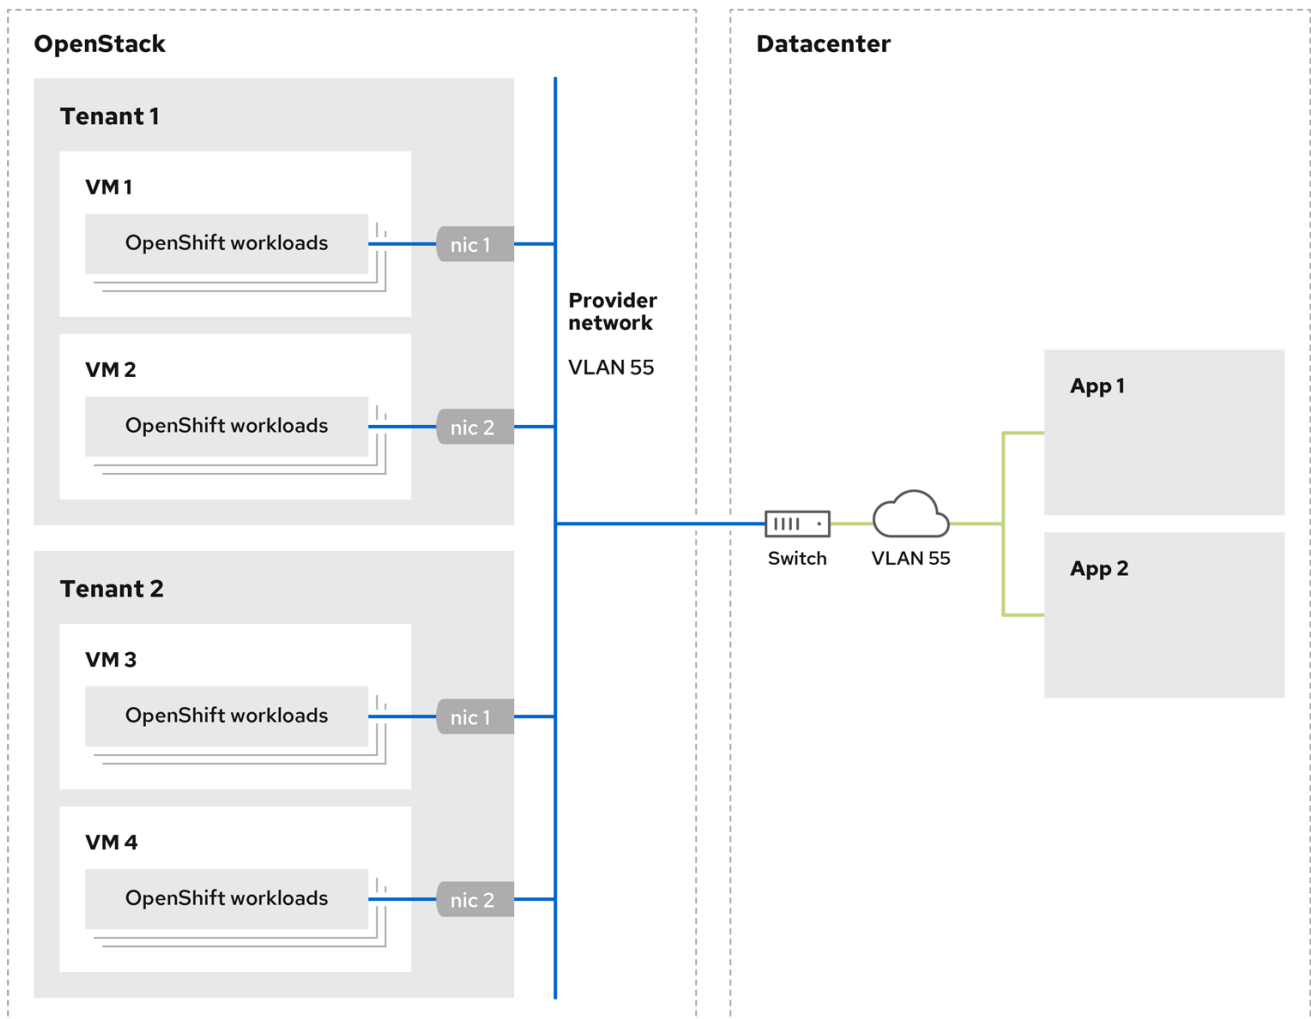 OpenStack
Tenant 1
VM 1
OpenShift workloads
nic 1
VM 2
OpenShift workloads
nic 2
Tenant 2
VM 3
OpenShift workloads
nic 1
VM 4
OpenShift workloads
nic 2
Provider
network
VLAN 55
Datacenter
Switch
VLAN 55
App 1
App 2